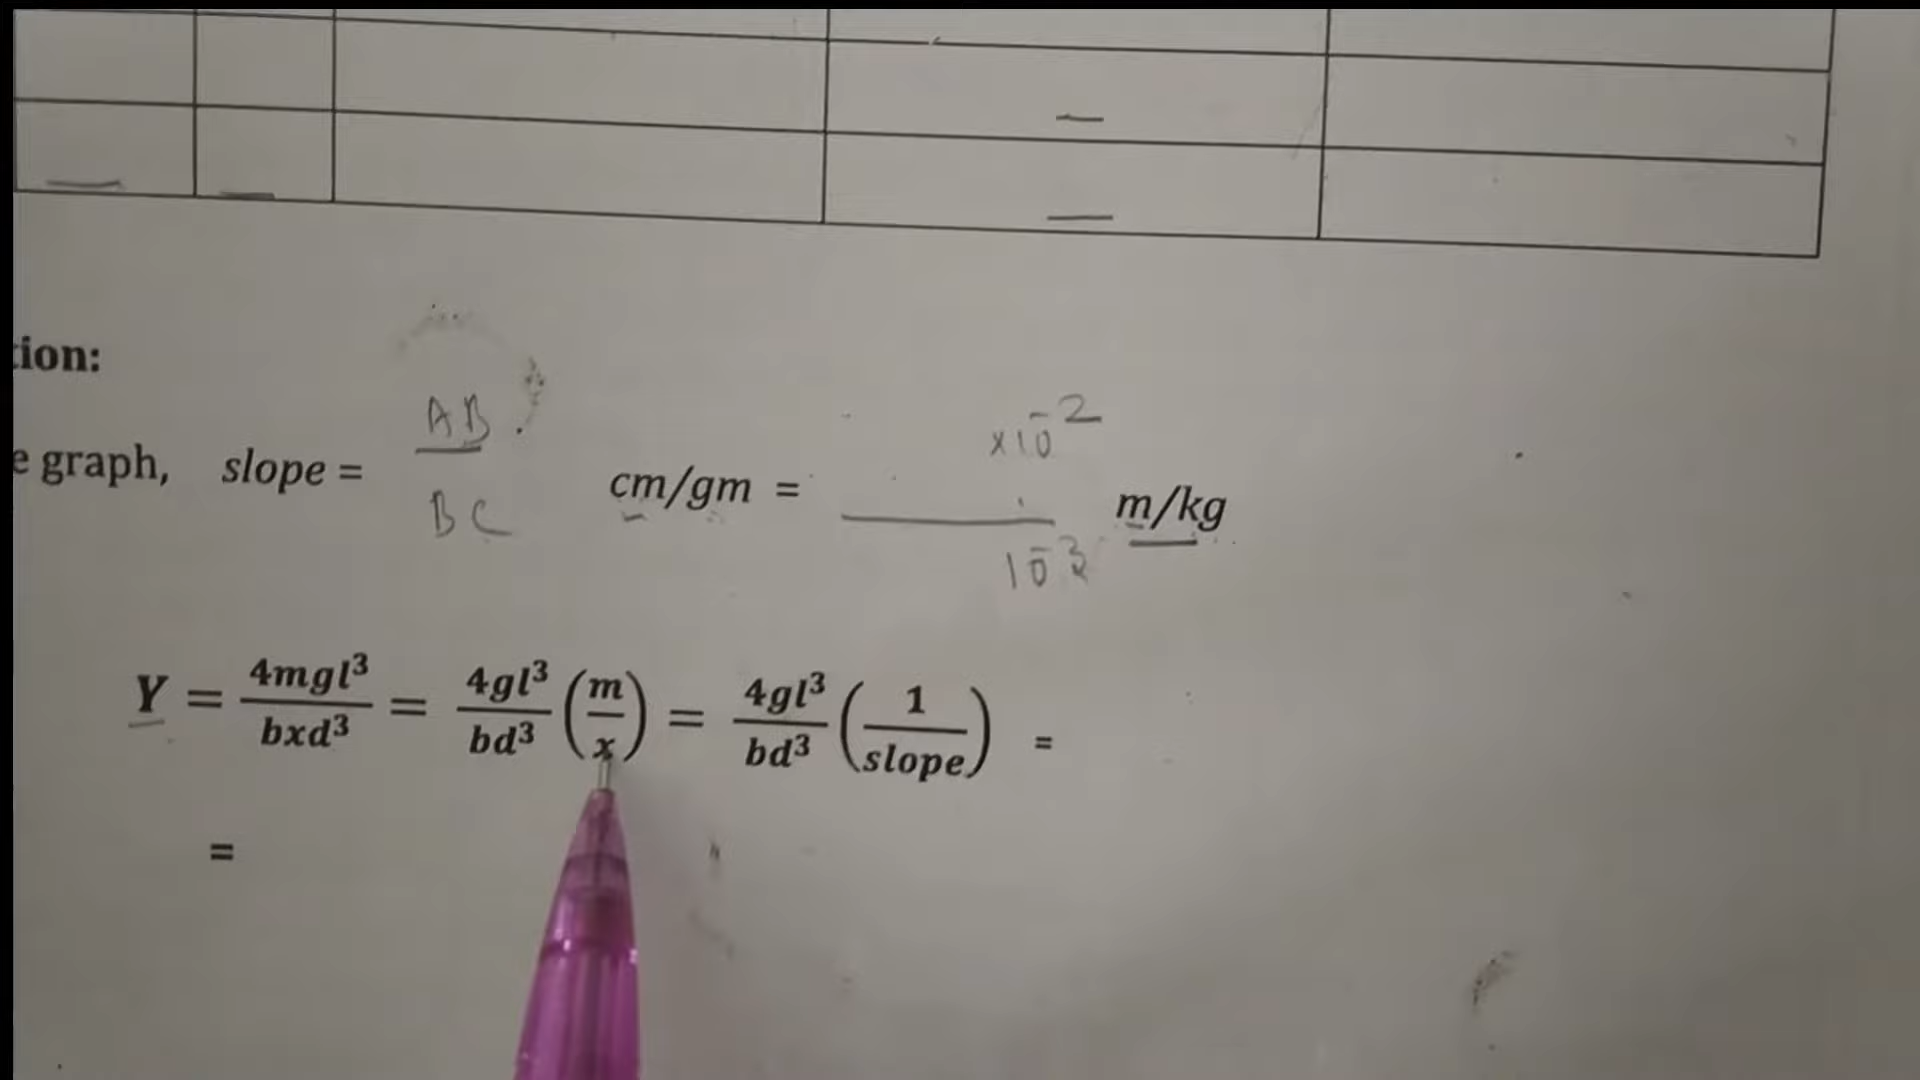 tion:
e graph, slope = AB/BC cm/gm = ×10⁻²/10⁻³ m/kg
Y = 4mgl³/bxd³ = 4gl³/bd³ (m/x) = 4gl³/bd³ (1/slope) =
=